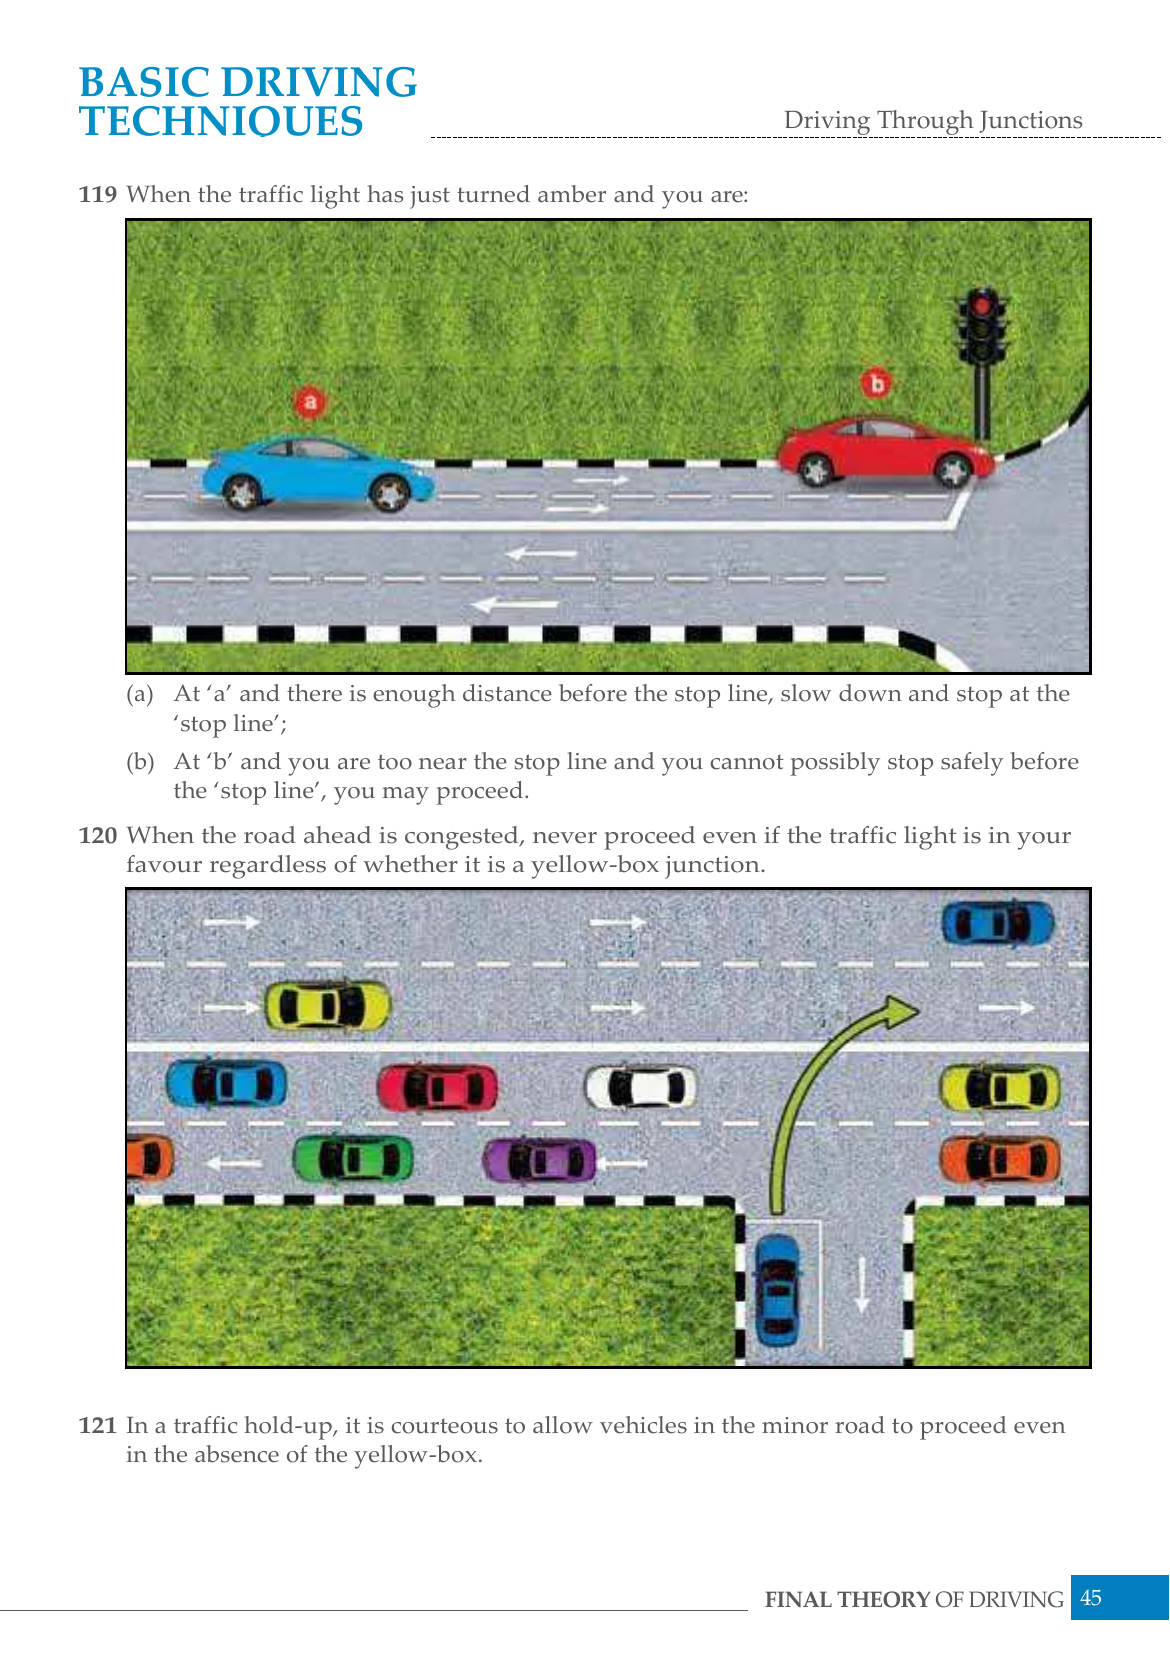 BASIC DRIVING
TECHNIQUES
Driving Through Junctions
119 When the traffic light has just turned amber and you are:
a
b
(a) At ‘a’ and there is enough distance before the stop line, slow down and stop at the
‘stop line’;
(b) At ‘b’ and you are too near the stop line and you cannot possibly stop safely before
the ‘stop line’, you may proceed.
120 When the road ahead is congested, never proceed even if the traffic light is in your
favour regardless of whether it is a yellow-box junction.
121 In a traffic hold-up, it is courteous to allow vehicles in the minor road to proceed even
in the absence of the yellow-box.
FINAL THEORY OF DRIVING 45